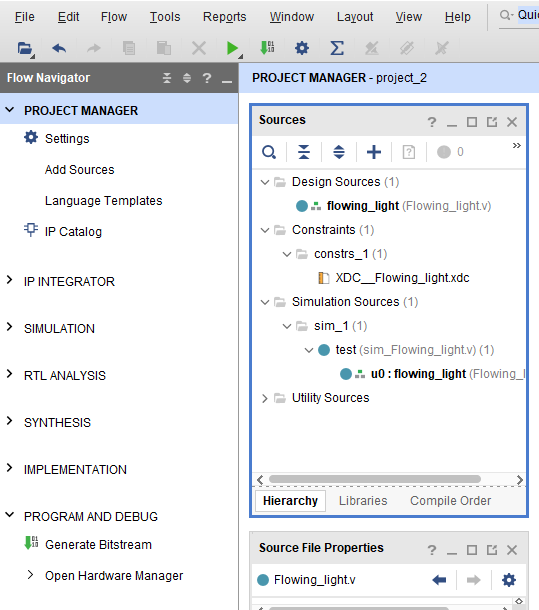 File Edit Flow Tools Reports Window Layout View Help Quic
Flow Navigator
PROJECT MANAGER
Settings
Add Sources
Language Templates
IP Catalog
IP INTEGRATOR
SIMULATION
RTL ANALYSIS
SYNTHESIS
IMPLEMENTATION
PROGRAM AND DEBUG
Generate Bitstream
Open Hardware Manager
PROJECT MANAGER - project_2
Sources
0
Design Sources (1)
flowing_light (Flowing_light.v)
Constraints (1)
constrs_1 (1)
XDC__Flowing_light.xdc
Simulation Sources (1)
sim_1 (1)
test (sim_Flowing_light.v) (1)
u0 : flowing_light (Flowing_l
Utility Sources
Hierarchy Libraries Compile Order
Source File Properties
Flowing_light.v